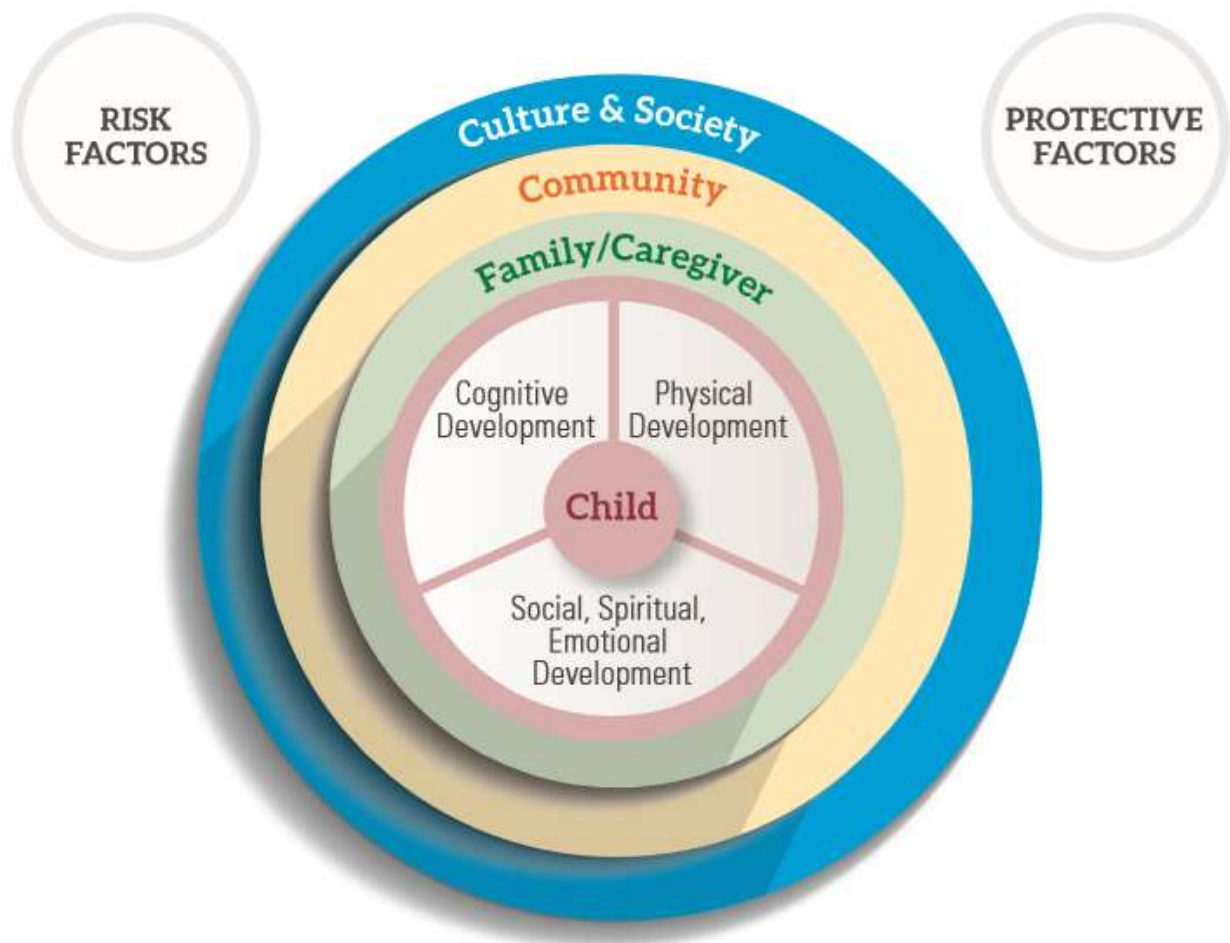 RISK
FACTORS
PROTECTIVE
FACTORS
Culture & Society
Community
Family/Caregiver
Cognitive
Development
Physical
Development
Child
Social, Spiritual,
Emotional
Development